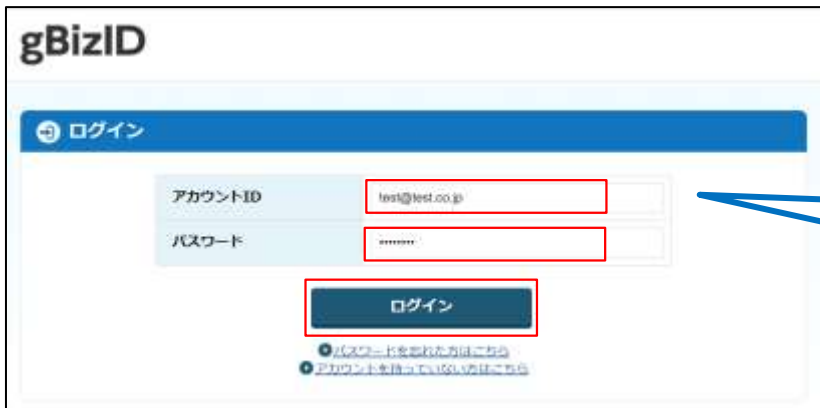 gBizID
ログイン
アカウントID
test@test.co.jp
パスワード
********
ログイン
パスワードを忘れた方はこちら
アカウントを持っていない方はこちら